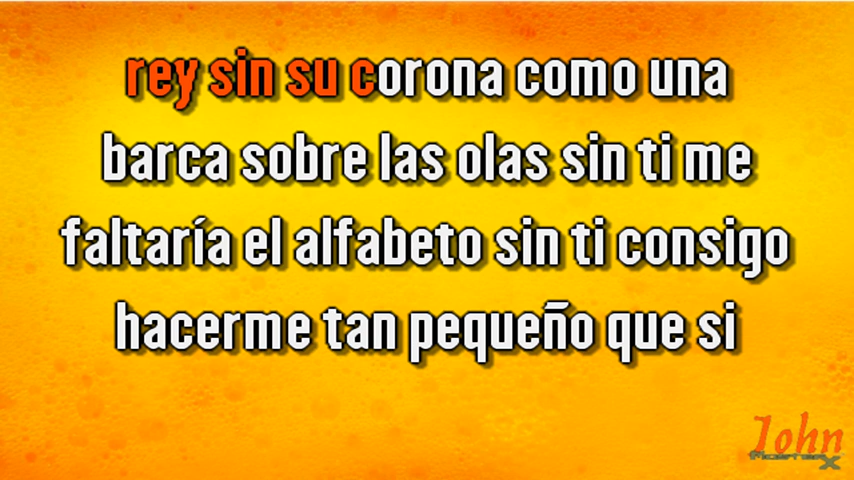 rey sin su corona como una
barca sobre las olas sin ti me
faltaría el alfabeto sin ti consigo
hacerme tan pequeño que si
John